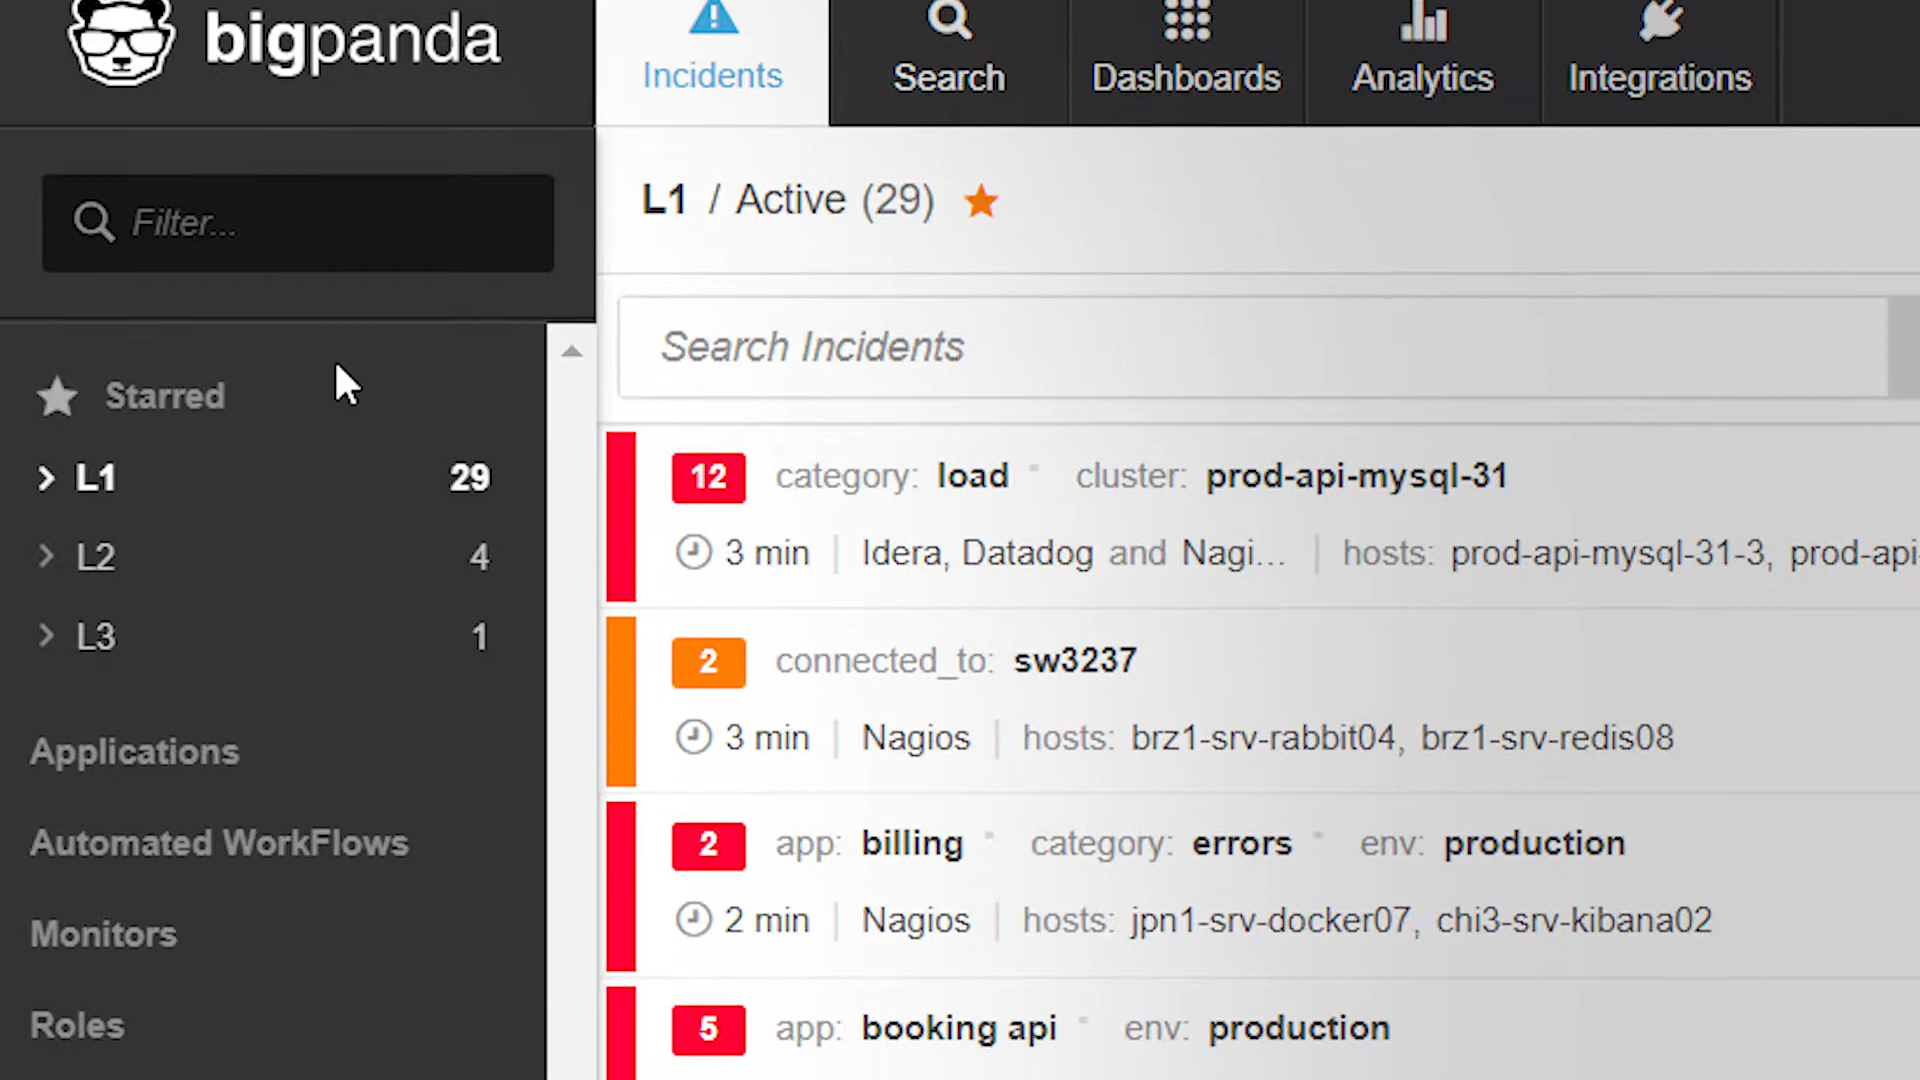 bigpanda
Incidents
Search
Dashboards
Analytics
Integrations
Filter...
Starred
L1 29
L2 4
L3 1
Applications
Automated WorkFlows
Monitors
Roles
L1 / Active (29)
Search Incidents
12 category: load cluster: prod-api-mysql-31
3 min Idera, Datadog and Nagi... hosts: prod-api-mysql-31-3, prod-api-
2 connected_to: sw3237
3 min Nagios hosts: brz1-srv-rabbit04, brz1-srv-redis08
2 app: billing category: errors env: production
2 min Nagios hosts: jpn1-srv-docker07, chi3-srv-kibana02
5 app: booking api env: production